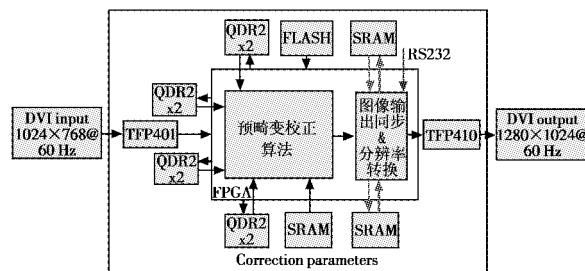 QDR2
x2
FLASH
SRAM
RS232
QDR2
x2
DVI input
1024×768@
60 Hz
TFP401
预畸变校正
算法
图像输
出同步
&
分辨率
转换
TFP410
DVI output
1280×1024@
60 Hz
QDR2
x2
FPGA
QDR2
x2
SRAM
SRAM
Correction parameters